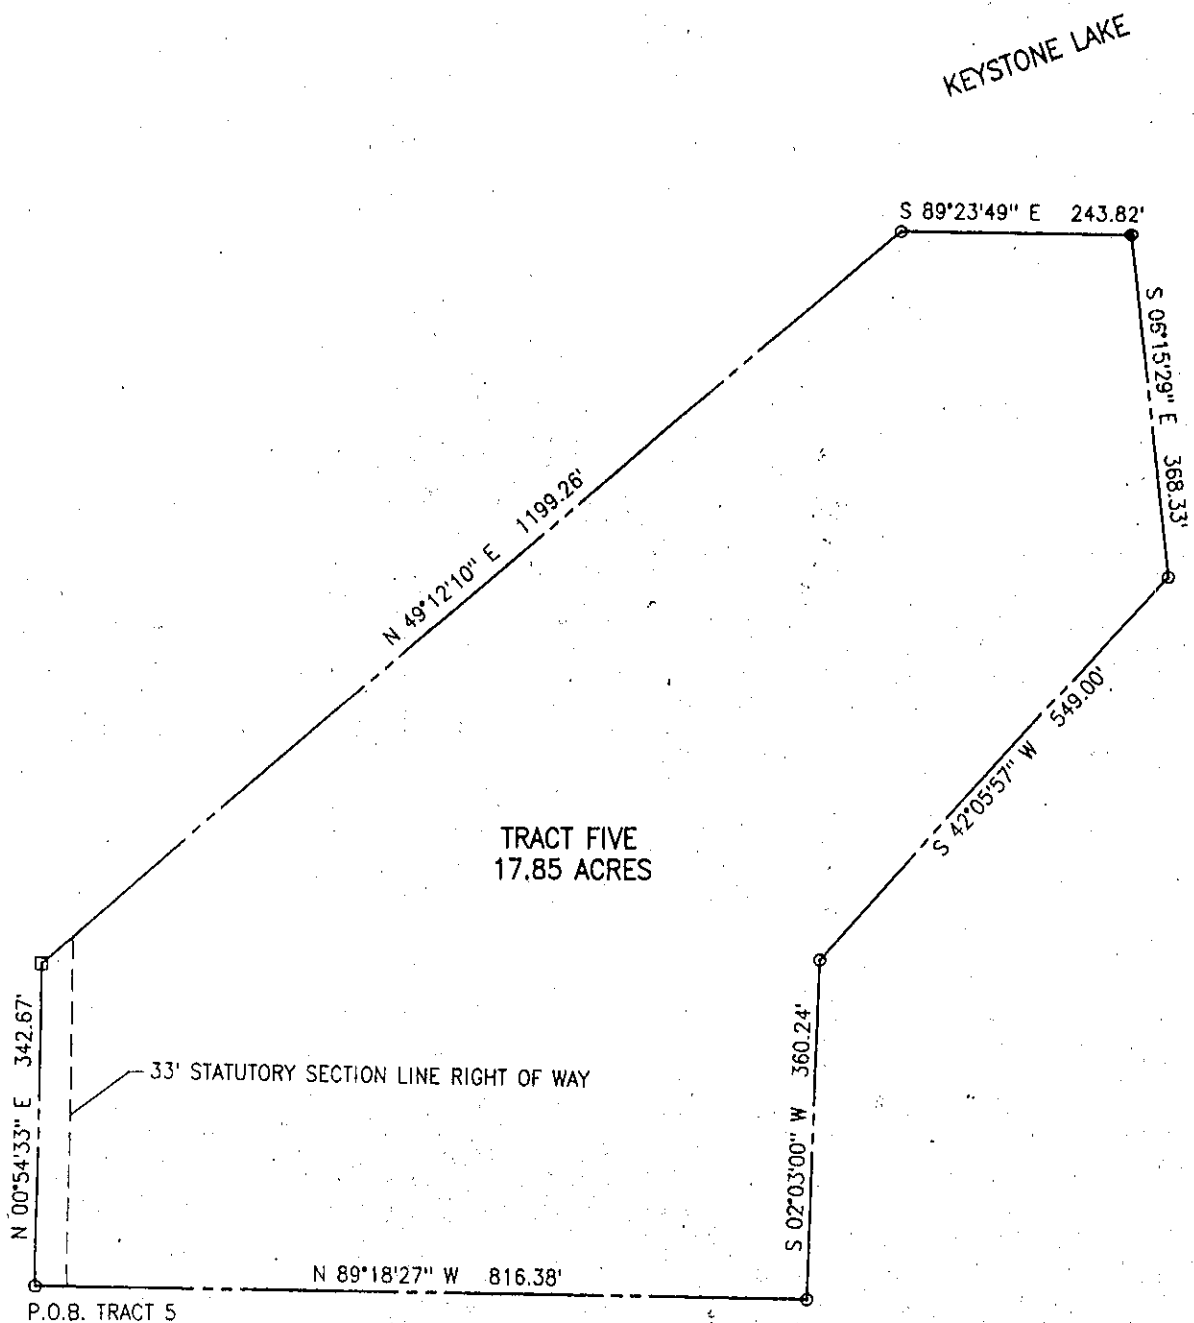 KEYSTONE LAKE
S 89°23'49" E 243.82'
S 06°15'29" E 368.33'
N 49°12'10" E 1199.26'
S 42°05'57" W 549.00'
TRACT FIVE
17.85 ACRES
N 00°54'33" E 342.67'
33' STATUTORY SECTION LINE RIGHT OF WAY
S 02°03'00" W 360.24'
N 89°18'27" W 816.38'
P.O.B. TRACT 5